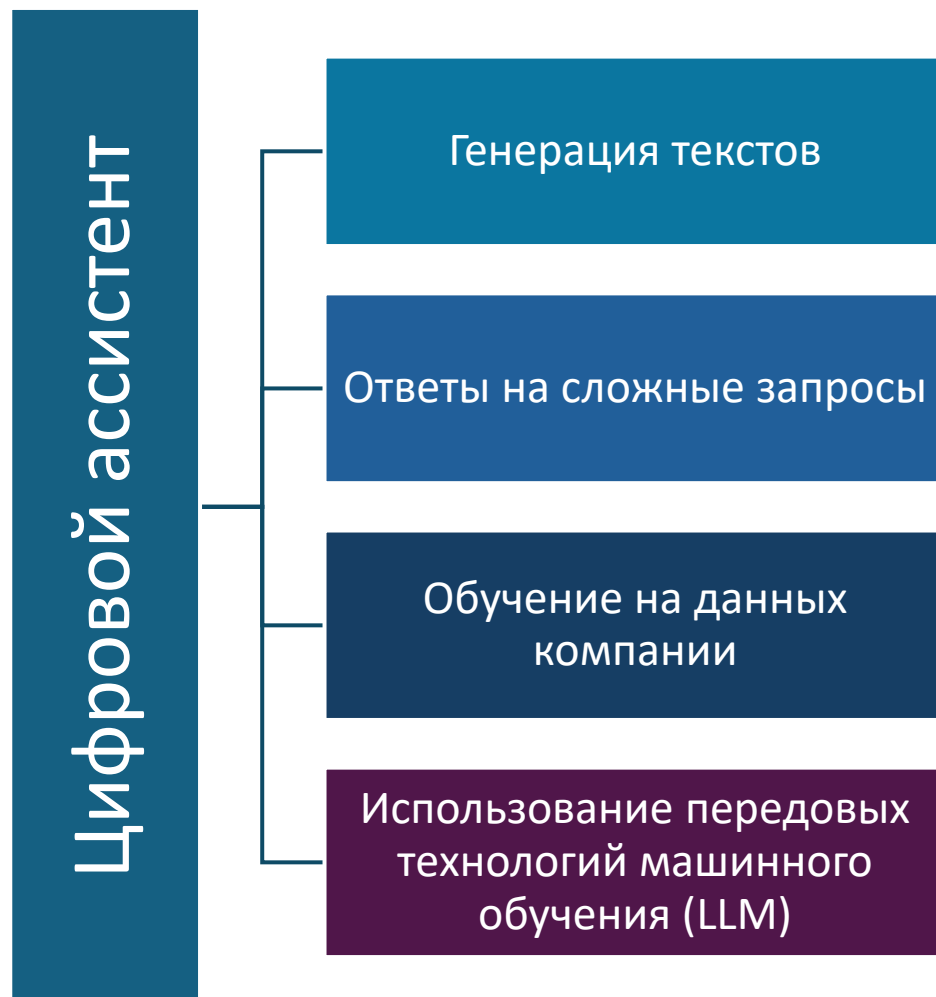 Цифровой ассистент
Генерация текстов
Ответы на сложные запросы
Обучение на данных
компании
Использование передовых
технологий машинного
обучения (LLM)